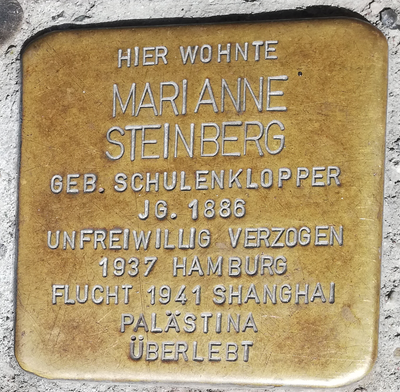 HIER WOHNTE
MARIANNE
STEINBERG
GEB. SCHULENKLOPPER
JG. 1886
UNFREIWILLIG VERZOGEN
1937 HAMBURG
FLUCHT 1941 SHANGHAI
PALÄSTINA
ÜBERLEBT